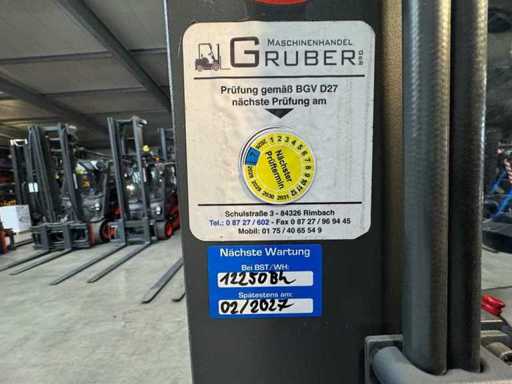 MASCHINENHANDEL
GRUBER
GBR
Prüfung gemäß BGV D27
nächste Prüfung am
Nächster
Prüftermin
Schulstraße 3 - 84326 Rimbach
Tel.: 0 87 27 / 602 - Fax 0 87 27 / 96 94 45
Mobil: 01 75 / 40 65 54 9
Nächste Wartung
Bei BST/WH:
12250Bh
Spätestens am:
02/2027